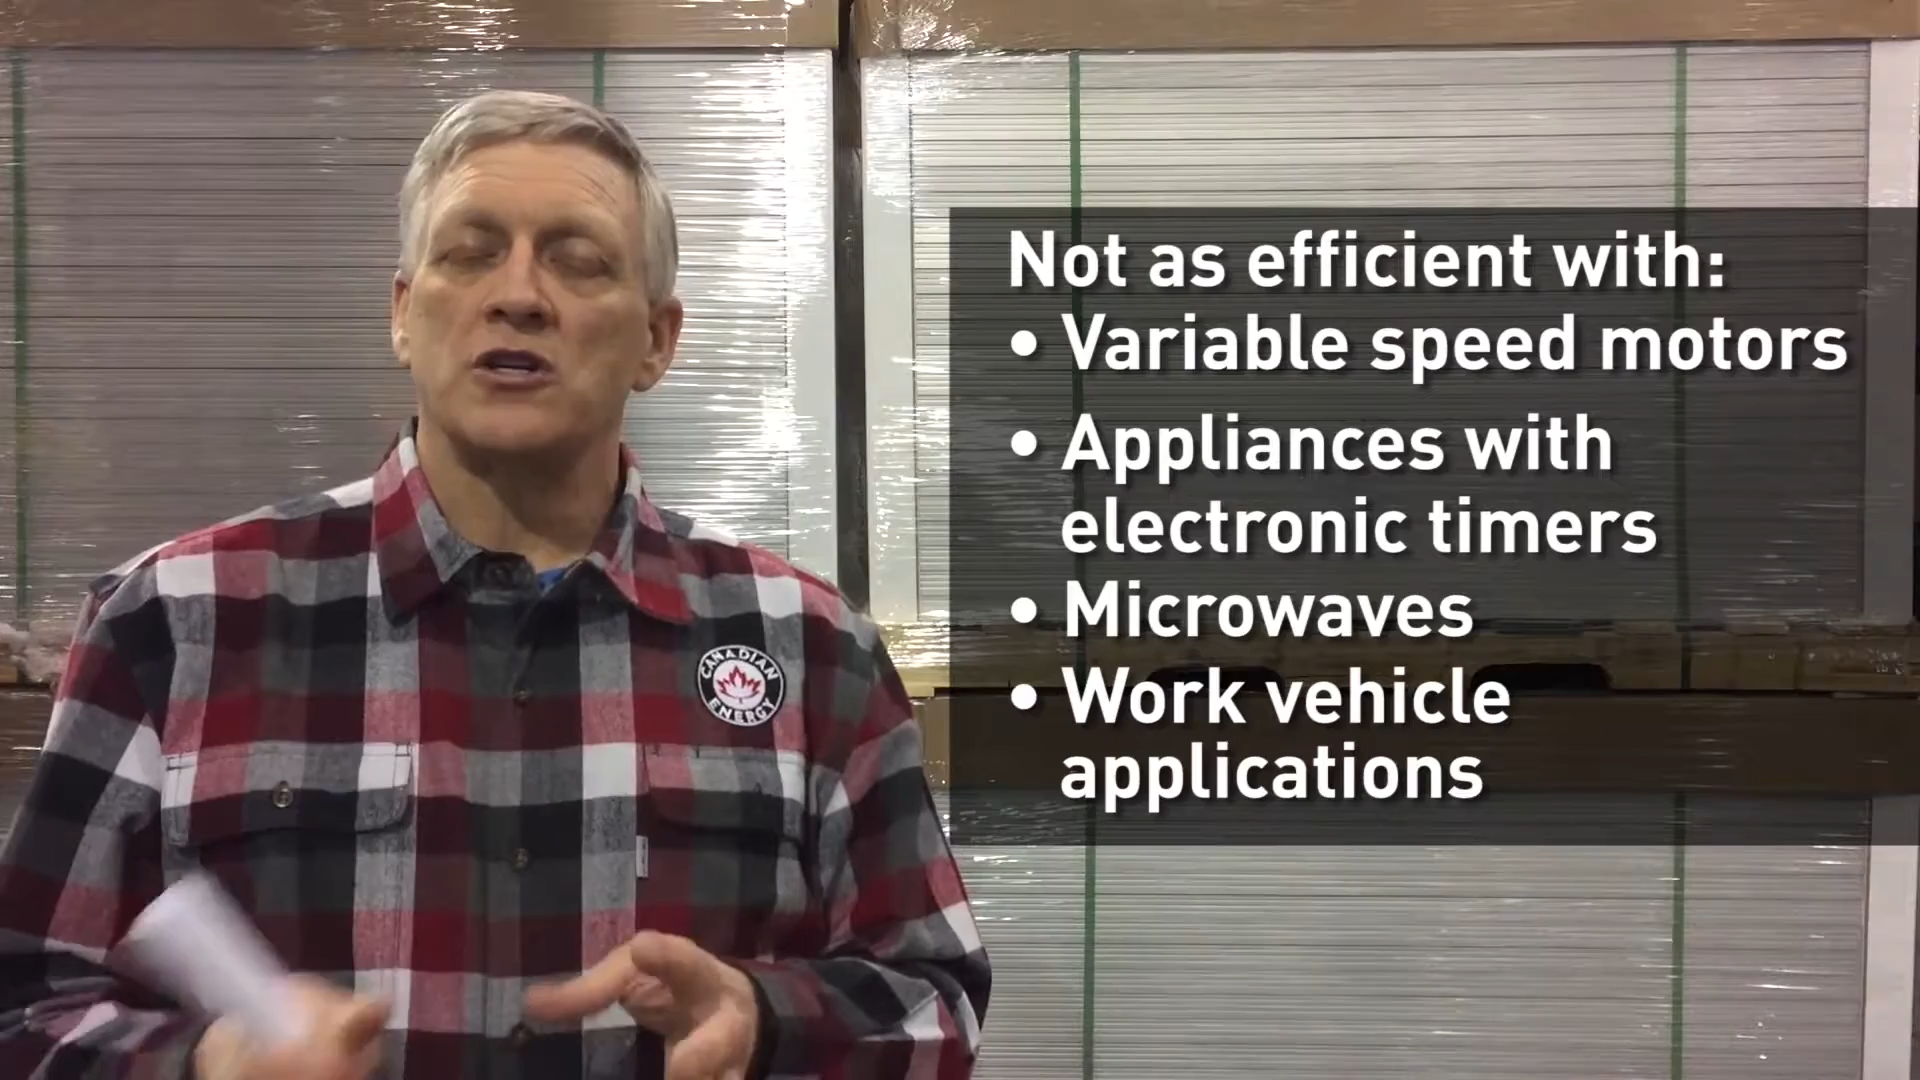 Not as efficient with:
• Variable speed motors
• Appliances with
electronic timers
• Microwaves
• Work vehicle
applications
CANADIAN
ENERGY